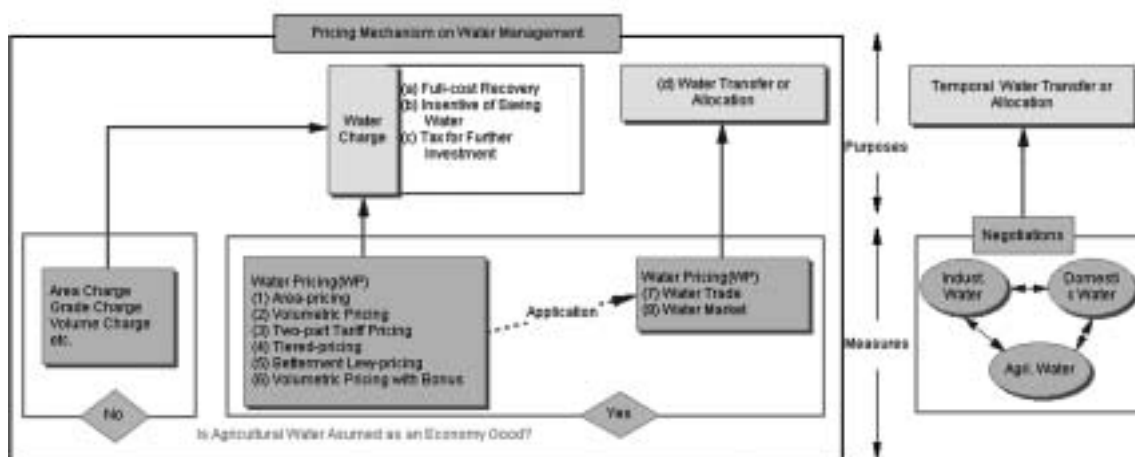 Pricing Mechanism on Water Management
Water
Charge
(a) Full-cost Recovery
(b) Insentive of Saving
Water
(c) Tax for Further
Investment
(d) Water Transfer or
Allocation
Temporal Water Transfer or
Allocation
Purposes
Measures
Area Charge
Grade Charge
Volume Charge
etc.
No
Water Pricing(WP)
(1) Area-pricing
(2) Volumetric Pricing
(3) Two-part Tariff Pricing
(4) Tiered-pricing
(5) Betterment Levy-pricing
(6) Volumetric Pricing with Bonus
Application
Water Pricing(WP)
(7) Water Trade
Water Market
Yes
Is Agricultural Water Asumed as an Economy Good?
Negotiations
Indust.
Water
Domesti
Water
Agri. Water